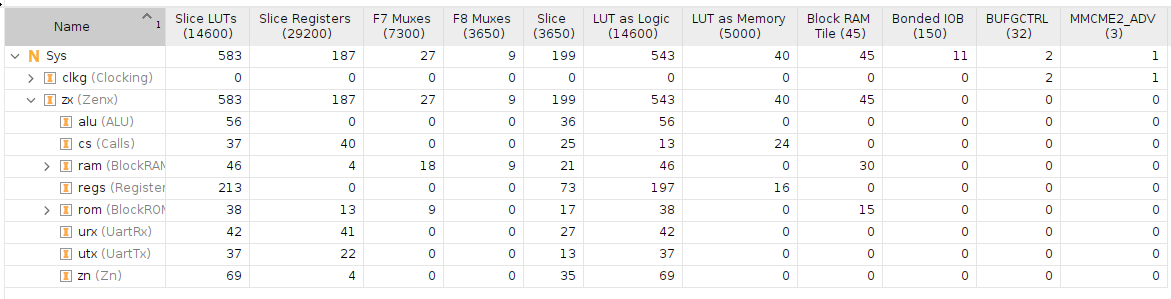 Name 1 Slice LUTs (14600) Slice Registers (29200) F7 Muxes (7300) F8 Muxes (3650) Slice (3650) LUT as Logic (14600) LUT as Memory (5000) Block RAM Tile (45) Bonded IOB (150) BUFGCTRL (32) MMCME2_ADV (3)
N Sys 583 187 27 9 199 543 40 45 11 2 1
I clkg (Clocking) 0 0 0 0 0 0 0 0 0 2 1
I zx (Zenx) 583 187 27 9 199 543 40 45 0 0 0
I alu (ALU) 56 0 0 0 36 56 0 0 0 0 0
I cs (Calls) 37 40 0 0 25 13 24 0 0 0 0
I ram (BlockRAM 46 4 18 9 21 46 0 30 0 0 0
I regs (Register 213 0 0 0 73 197 16 0 0 0 0
I rom (BlockROM 38 13 9 0 17 38 0 15 0 0 0
I urx (UartRx) 42 41 0 0 27 42 0 0 0 0 0
I utx (UartTx) 37 22 0 0 13 37 0 0 0 0 0
I zn (Zn) 69 4 0 0 35 69 0 0 0 0 0